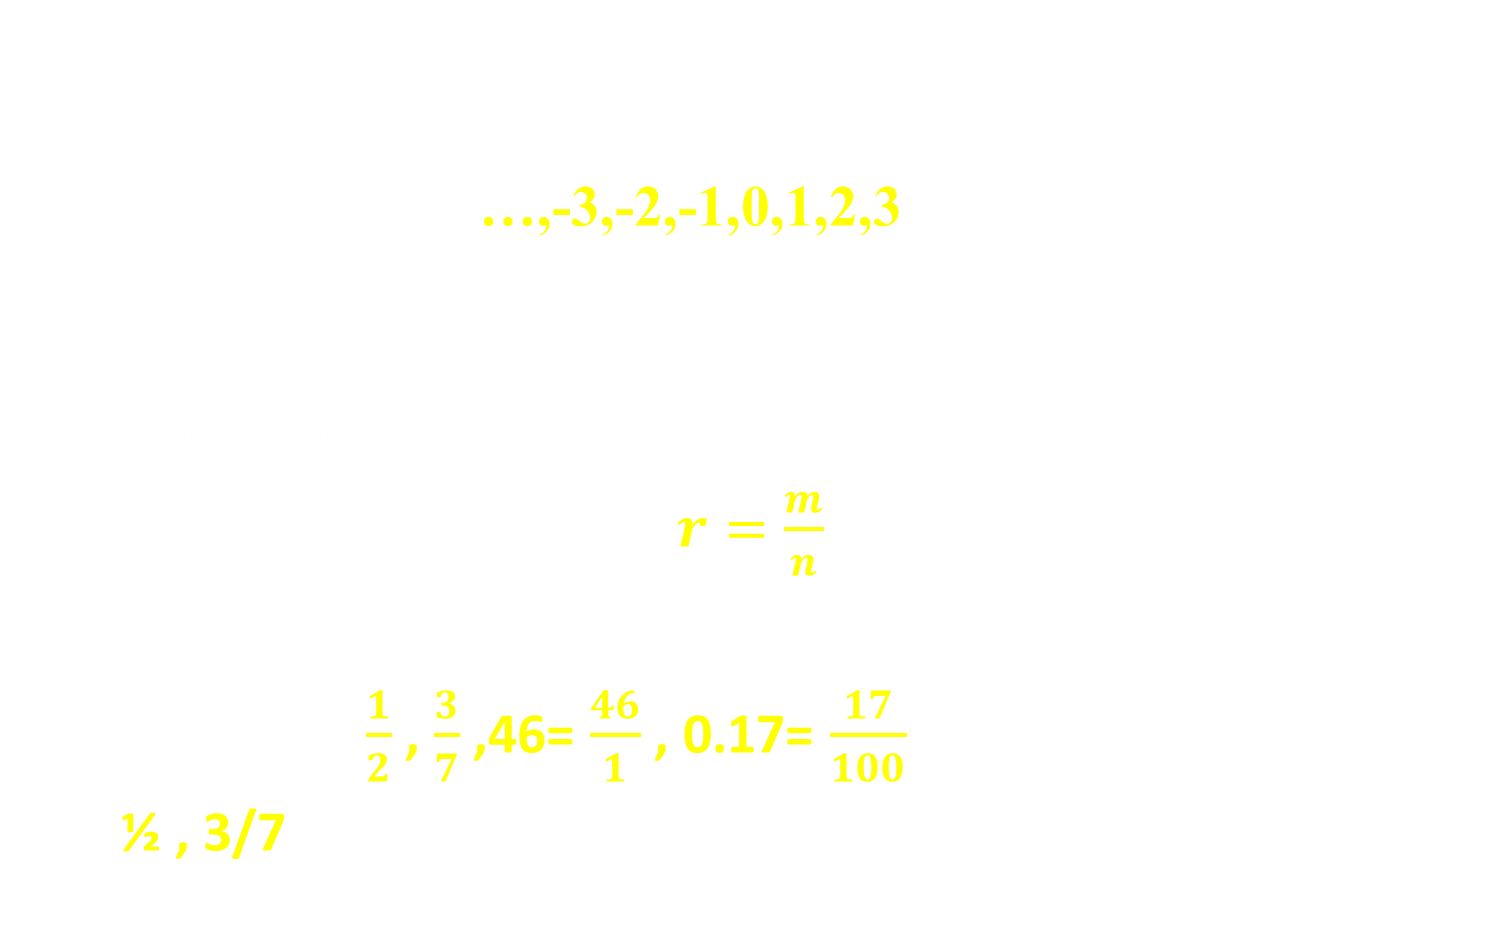 …,-3,-2,-1,0,1,2,3
r = m/n
1/2 , 3/7 ,46= 46/1 , 0.17= 17/100
½ , 3/7